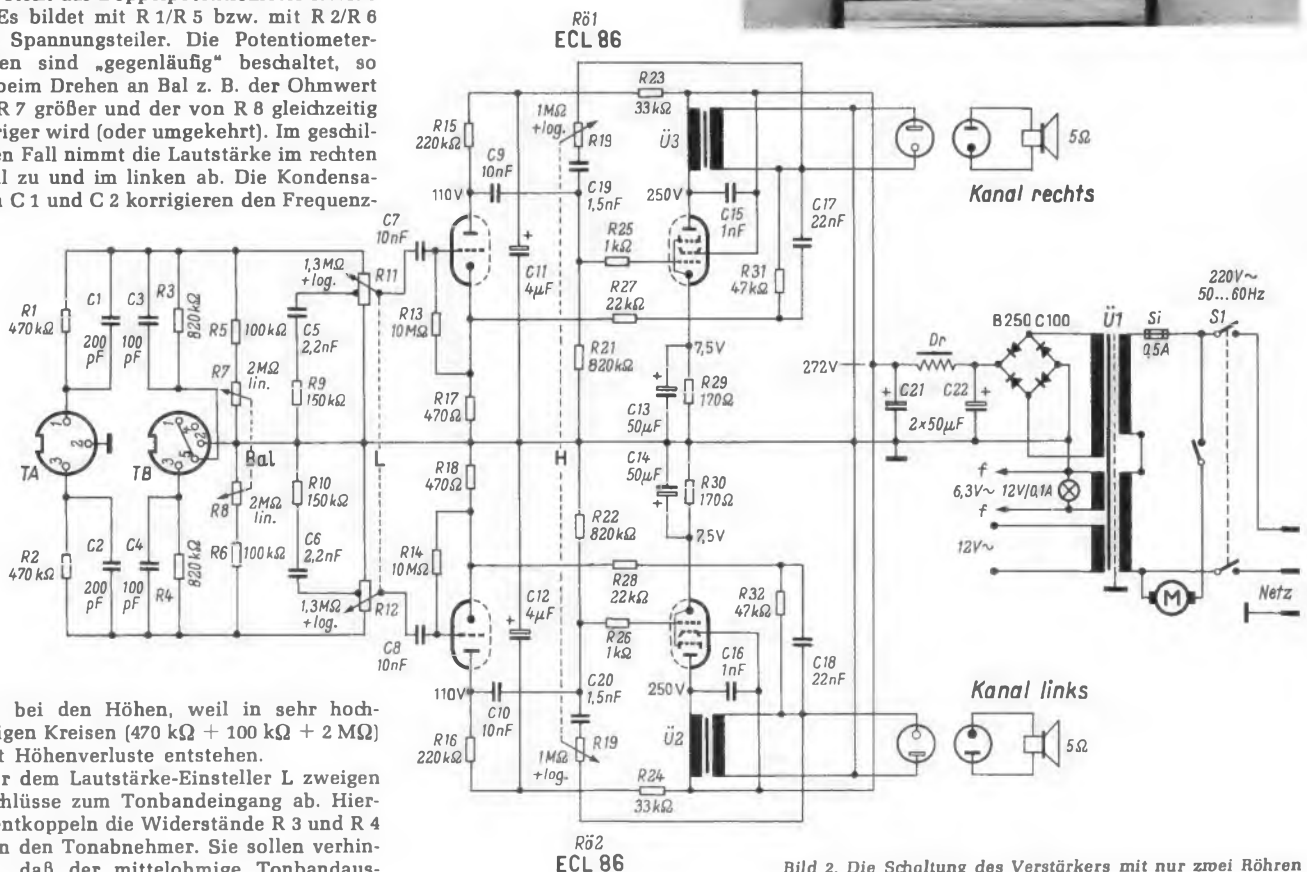 Es bildet mit R 1/R 5 bzw. mit R 2/R 6
Spannungsteiler. Die Potentiometer-
en sind „gegenläufig“ beschaltet, so
beim Drehen an Bal z. B. der Ohmwert
R 7 größer und der von R 8 gleichzeitig
riger wird (oder umgekehrt). Im geschil-
en Fall nimmt die Lautstärke im rechten
l zu und im linken ab. Die Kondensa-
C 1 und C 2 korrigieren den Frequenz-
Rö1
ECL 86
R23
33kΩ
R15
220kΩ
1MΩ
+log.
R19
Ü3
5Ω
Kanal rechts
C9
10nF
C19
1,5nF
110V
250V
C15
1nF
C17
22nF
C7
10nF
R25
1kΩ
R31
47kΩ
R27
22kΩ
C11
4µF
R13
10MΩ
R21
820kΩ
7,5V
R29
170Ω
C13
50µF
R17
470Ω
R1
470kΩ
C1
200
pF
C3
100
pF
R3
820kΩ
R5
100kΩ
R7
2MΩ
lin.
1,3MΩ
+log.
R11
C5
2,2nF
R9
150kΩ
1
2
3
TA
1
4
2
5
3
TB
Bal
L
H
R2
470kΩ
C2
200
pF
C4
100
pF
R4
820kΩ
R8
2MΩ
lin.
R6
100kΩ
R10
150kΩ
C6
2,2nF
1,3MΩ
+log.
R12
R18
470Ω
R14
10MΩ
C12
4µF
C8
10nF
C14
50µF
R30
170Ω
7,5V
R22
820kΩ
R28
22kΩ
R32
47kΩ
R26
1kΩ
C16
1nF
C18
22nF
110V
C10
10nF
C20
1,5nF
250V
R16
220kΩ
1MΩ
+log.
R19
Ü2
R24
33kΩ
Kanal links
5Ω
Rö2
ECL 86
272V
Dr
C21
C22
2×50µF
B250 C100
Ü1
Si
0,5A
220V~
50...60Hz
S1
f
6,3V~
12V/0,1A
f
12V~
M
Netz
bei den Höhen, weil in sehr hoch-
igen Kreisen (470 kΩ + 100 kΩ + 2 MΩ)
t Höhenverluste entstehen.
r dem Lautstärke-Einsteller L zweigen
hlüsse zum Tonbandeingang ab. Hier-
entkoppeln die Widerstände R 3 und R 4
n den Tonabnehmer. Sie sollen verhin-
daß der mittelohmige Tonbandaus-
Bild 2. Die Schaltung des Verstärkers mit nur zwei Röhren